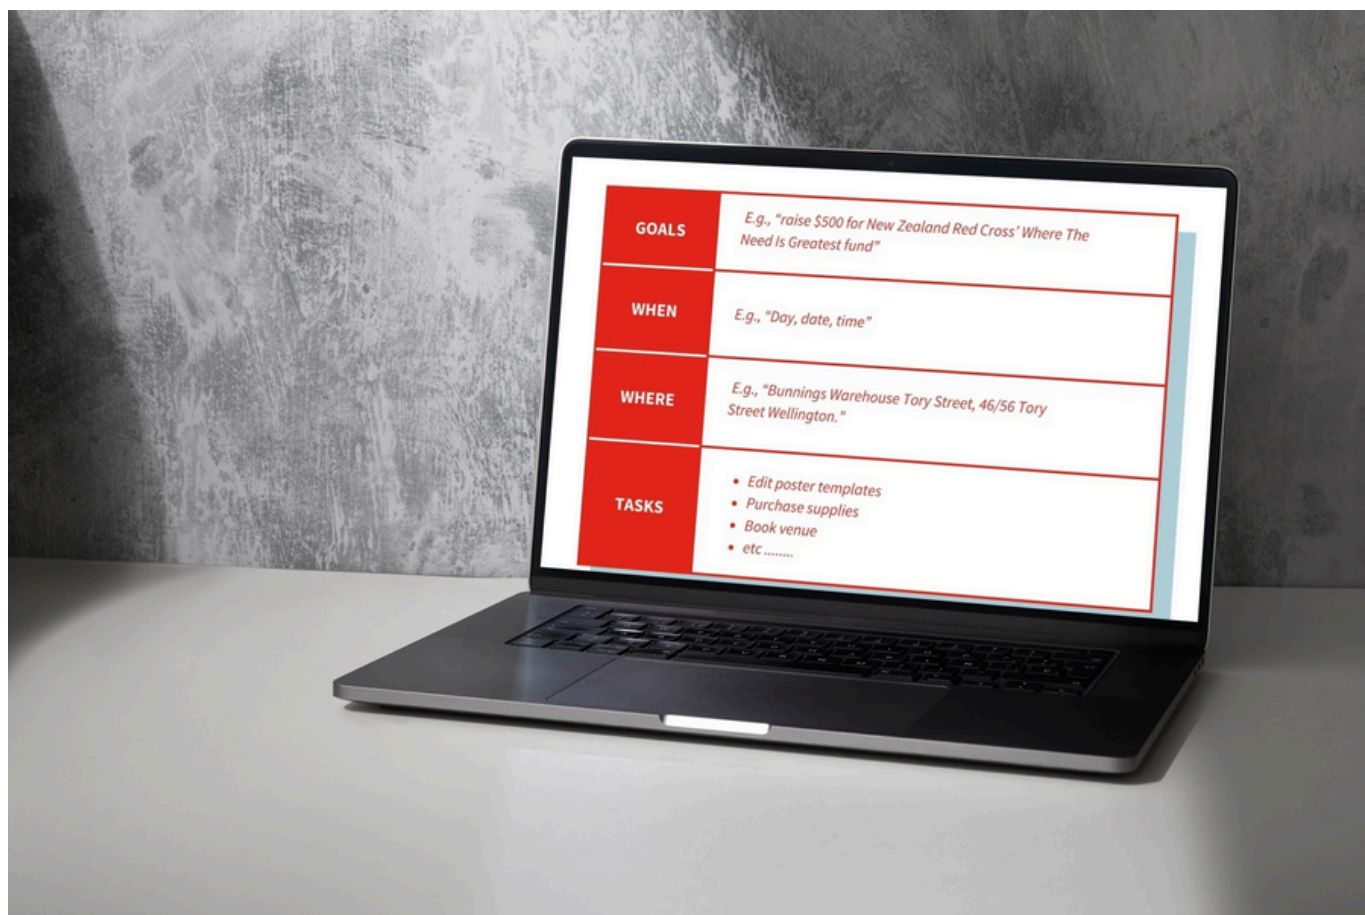 GOALS
E.g., “raise $500 for New Zealand Red Cross’ Where The
Need Is Greatest fund”
WHEN
E.g., “Day, date, time”
WHERE
E.g., “Bunnings Warehouse Tory Street, 46/56 Tory
Street Wellington.”
TASKS
• Edit poster templates
• Purchase supplies
• Book venue
• etc ........